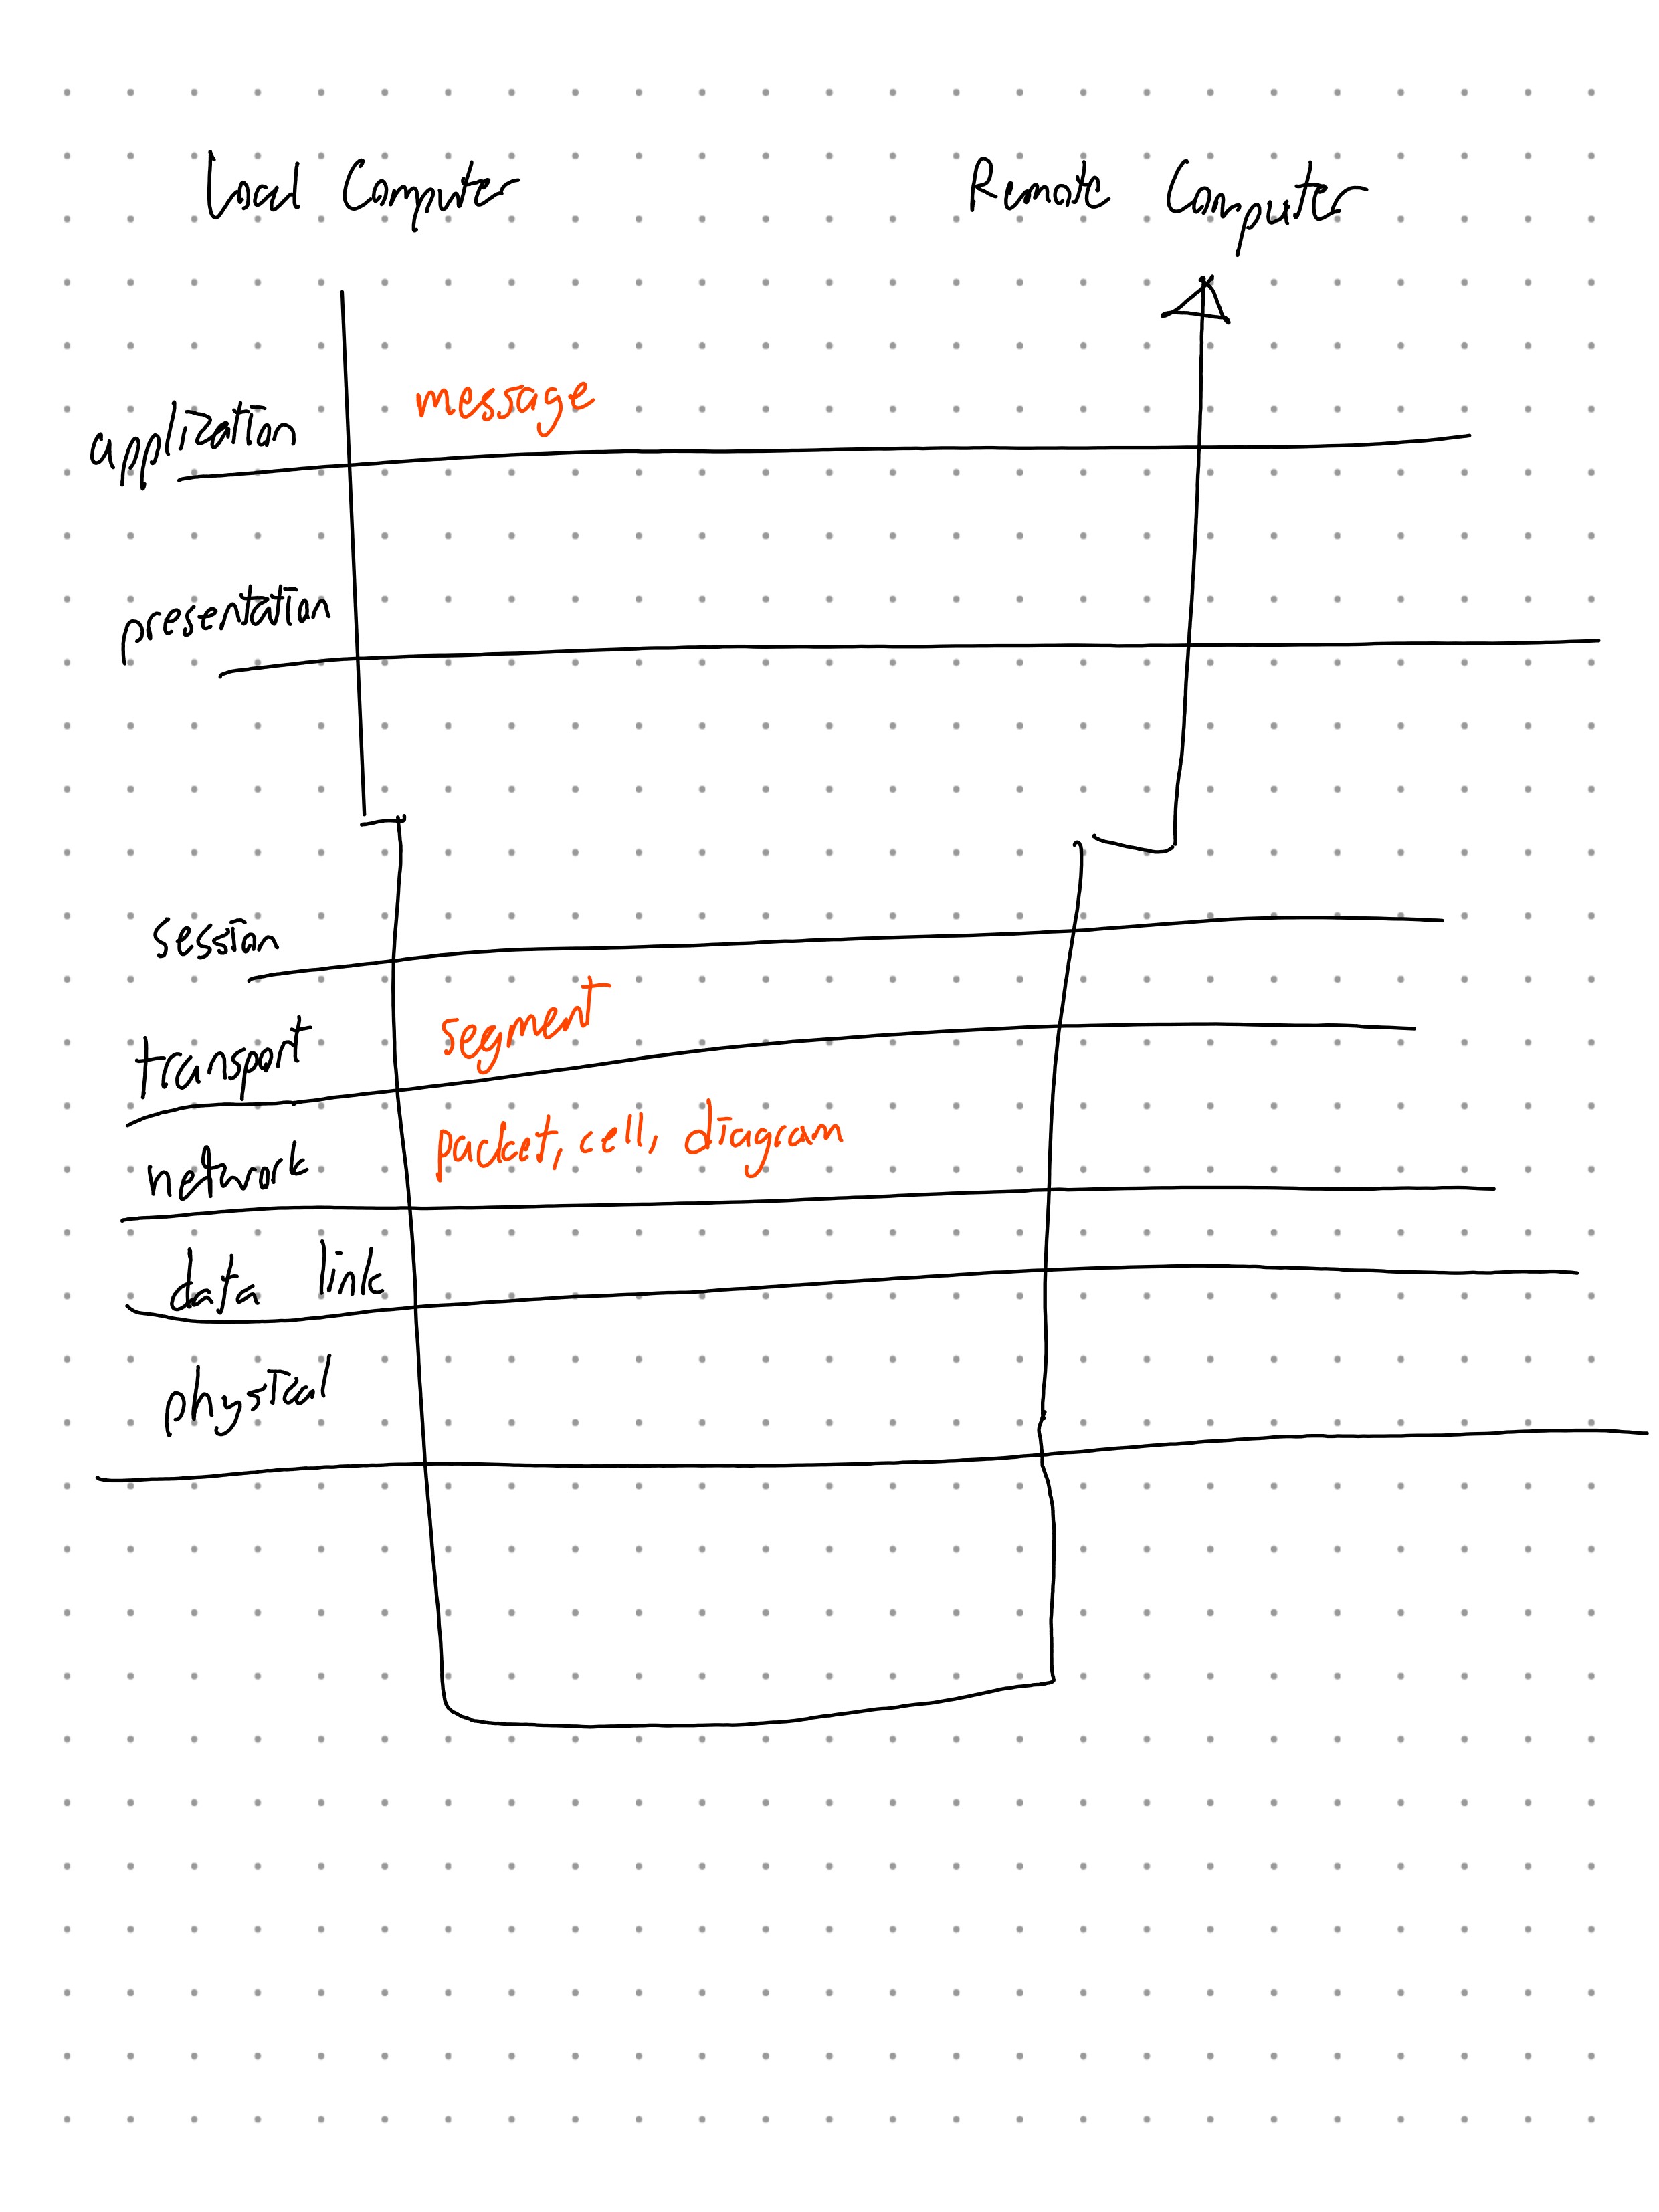 Local Computer
Remote Computer
application
message
presentation
session
transport
segment
network
packet, cell, diagram
data link
physical